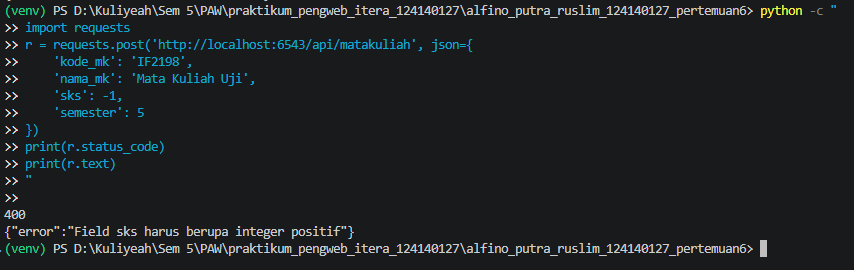 (venv) PS D:\Kuliyeah\Sem 5\PAW\praktikum_pengweb_itera_124140127\alfino_putra_ruslim_124140127_pertemuan6> python -c "
>> import requests
>> r = requests.post('http://localhost:6543/api/matakuliah', json={
>>     'kode_mk': 'IF2198',
>>     'nama_mk': 'Mata Kuliah Uji',
>>     'sks': -1,
>>     'semester': 5
>> })
>> print(r.status_code)
>> print(r.text)
>> "
>>
400
{"error":"Field sks harus berupa integer positif"}
(venv) PS D:\Kuliyeah\Sem 5\PAW\praktikum_pengweb_itera_124140127\alfino_putra_ruslim_124140127_pertemuan6>